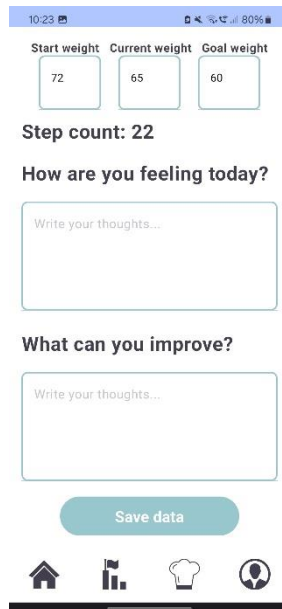 10:23 80%
Start weight Current weight Goal weight
72 65 60
Step count: 22
How are you feeling today?
Write your thoughts...
What can you improve?
Write your thoughts...
Save data